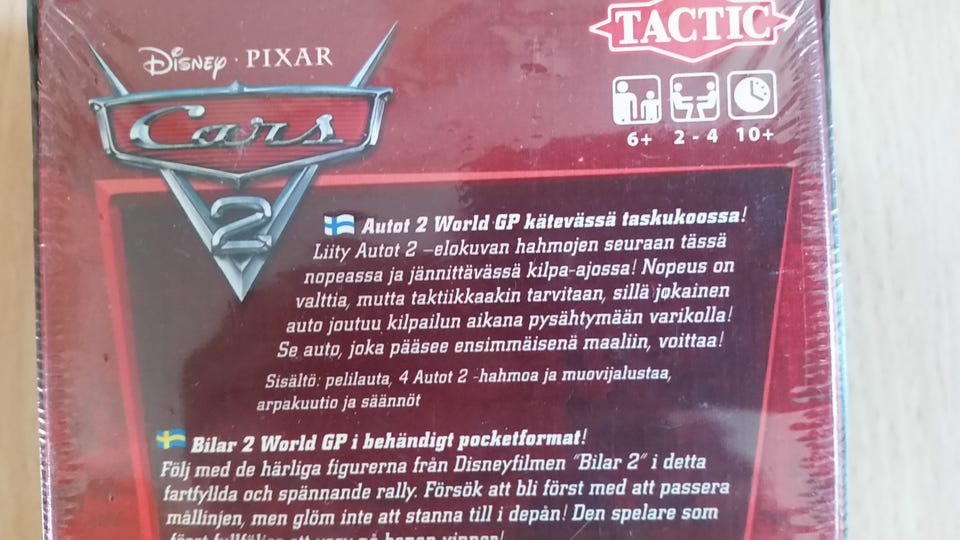 TACTIC
DISNEY · PIXAR
Cars
2
6+ 2 - 4 10+
Autot 2 World GP kätevässä taskukoossa!
Liity Autot 2 –elokuvan hahmojen seuraan tässä
nopeassa ja jännittävässä kilpa-ajossa! Nopeus on
valttia, mutta taktiikkaakin tarvitaan, sillä jokainen
auto joutuu kilpailun aikana pysähtymään varikolla!
Se auto, joka pääsee ensimmäisenä maaliin, voittaa!
Sisältö: pelilauta, 4 Autot 2 -hahmoa ja muovijalustaa,
arpakuutio ja säännöt
Bilar 2 World GP i behändigt pocketformat!
Följ med de härliga figurerna från Disneyfilmen "Bilar 2" i detta
fartfyllda och spännande rally. Försök att bli först med att passera
mållinjen, men glöm inte att stanna till i depån! Den spelare som